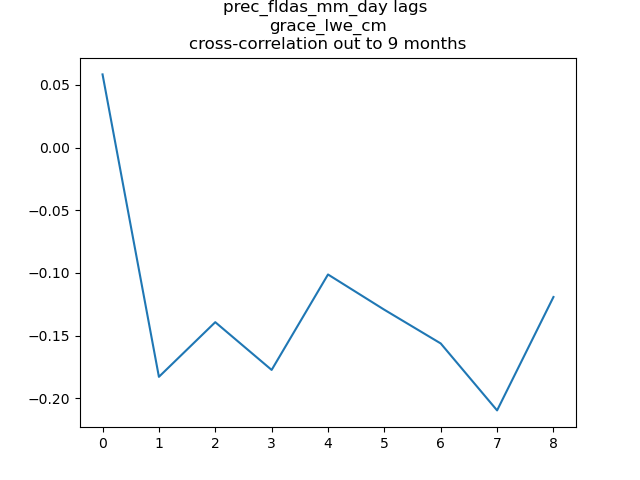 prec_fldas_mm_day lags
grace_lwe_cm
cross-correlation out to 9 months
0.05
0.00
−0.05
−0.10
−0.15
−0.20
0 1 2 3 4 5 6 7 8